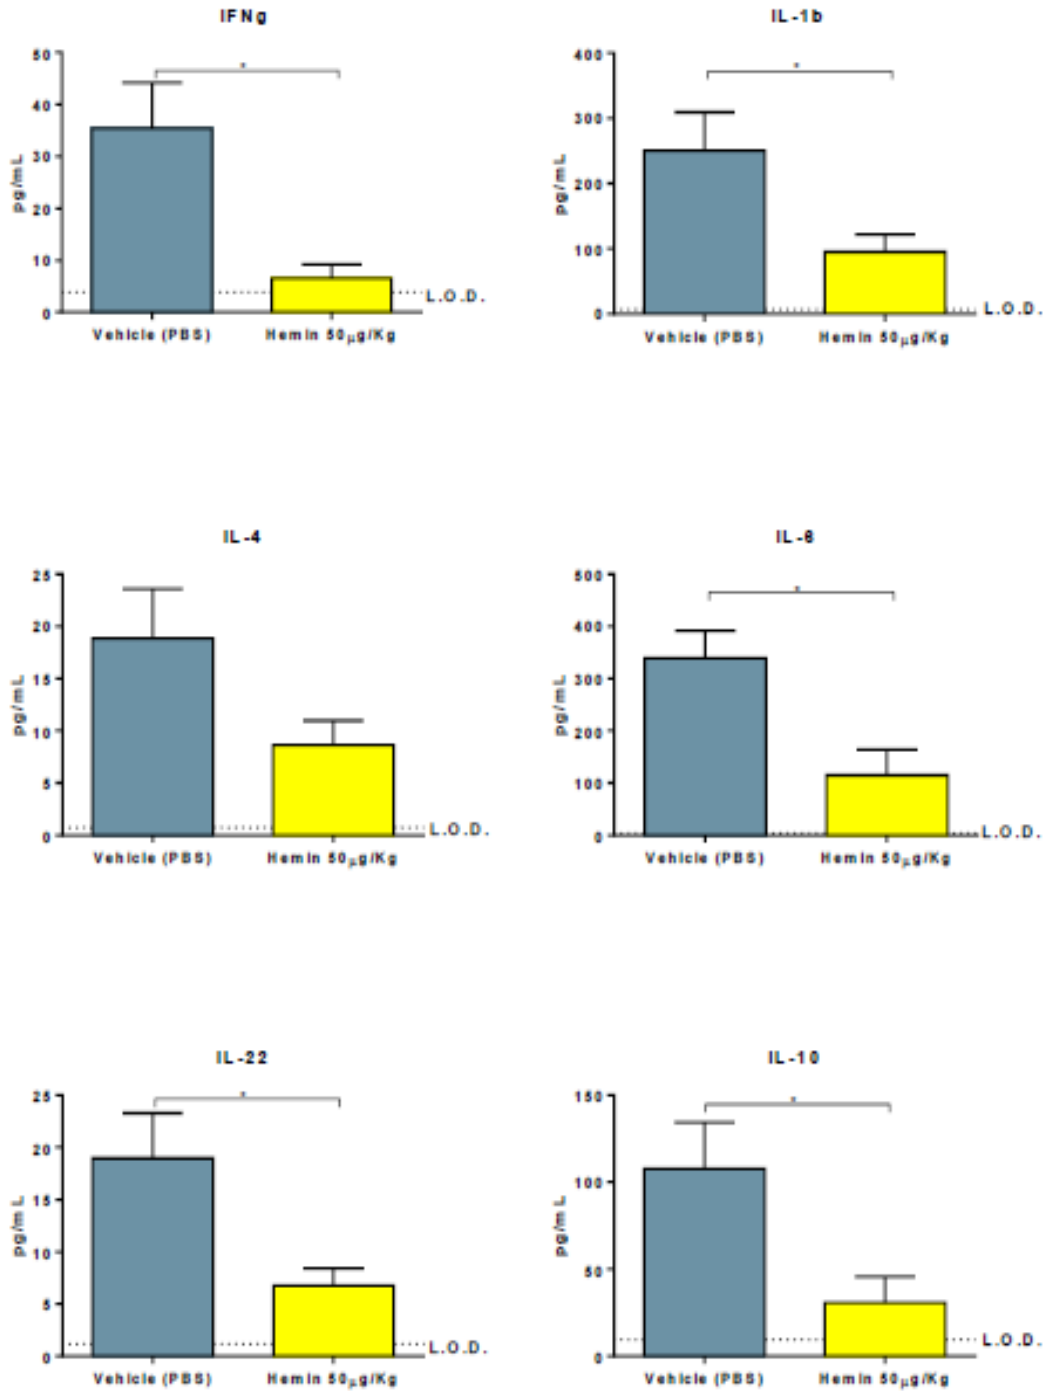 IFNg
50
40
30
20
10
0
pg/mL
*
L.O.D.
Vehicle (PBS)
Hemin 50µg/Kg
IL-1b
400
300
200
100
0
pg/mL
*
L.O.D.
Vehicle (PBS)
Hemin 50µg/Kg
IL-4
25
20
15
10
5
0
pg/mL
L.O.D.
Vehicle (PBS)
Hemin 50µg/Kg
IL-6
500
400
300
200
100
0
pg/mL
*
L.O.D.
Vehicle (PBS)
Hemin 50µg/Kg
IL-22
25
20
15
10
5
0
pg/mL
*
L.O.D.
Vehicle (PBS)
Hemin 50µg/Kg
IL-10
150
100
50
0
pg/mL
*
L.O.D.
Vehicle (PBS)
Hemin 50µg/Kg